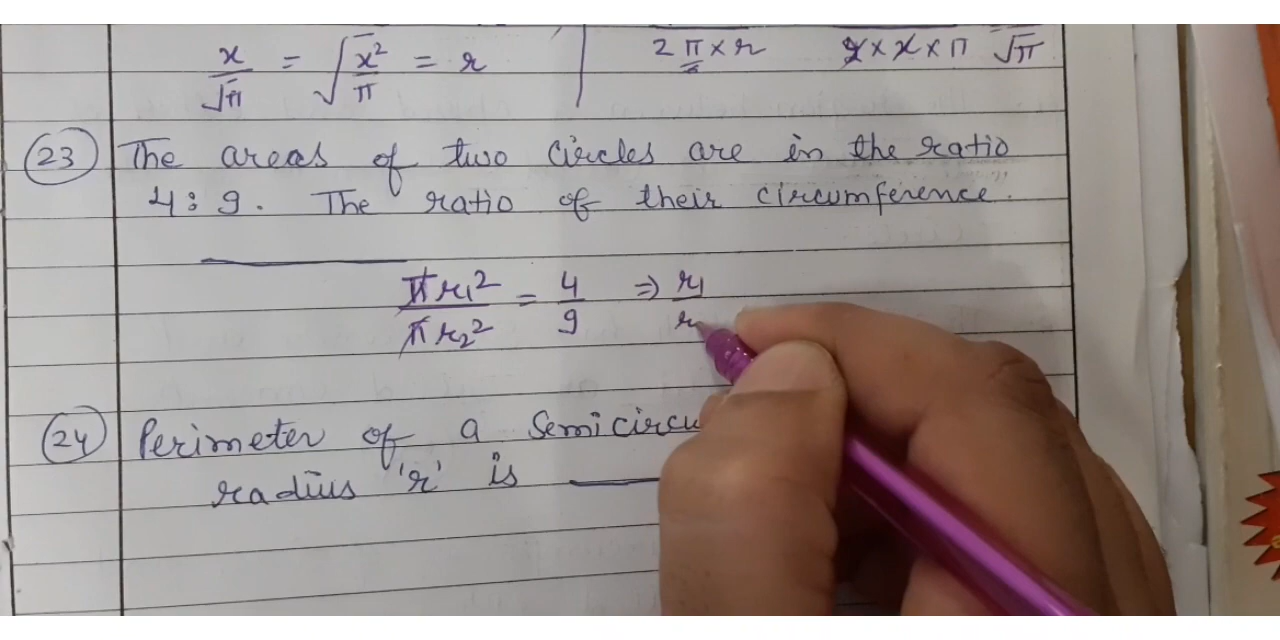 x/√π = √x²/π = r
2π×r 2×x×π √π
23 The areas of two circles are in the ratio
4:9. The ratio of their circumference.
πr₁²/πr₂² = 4/9 ⇒ r₁/r
24 Perimeter of a Semicircu
radius 'r' is